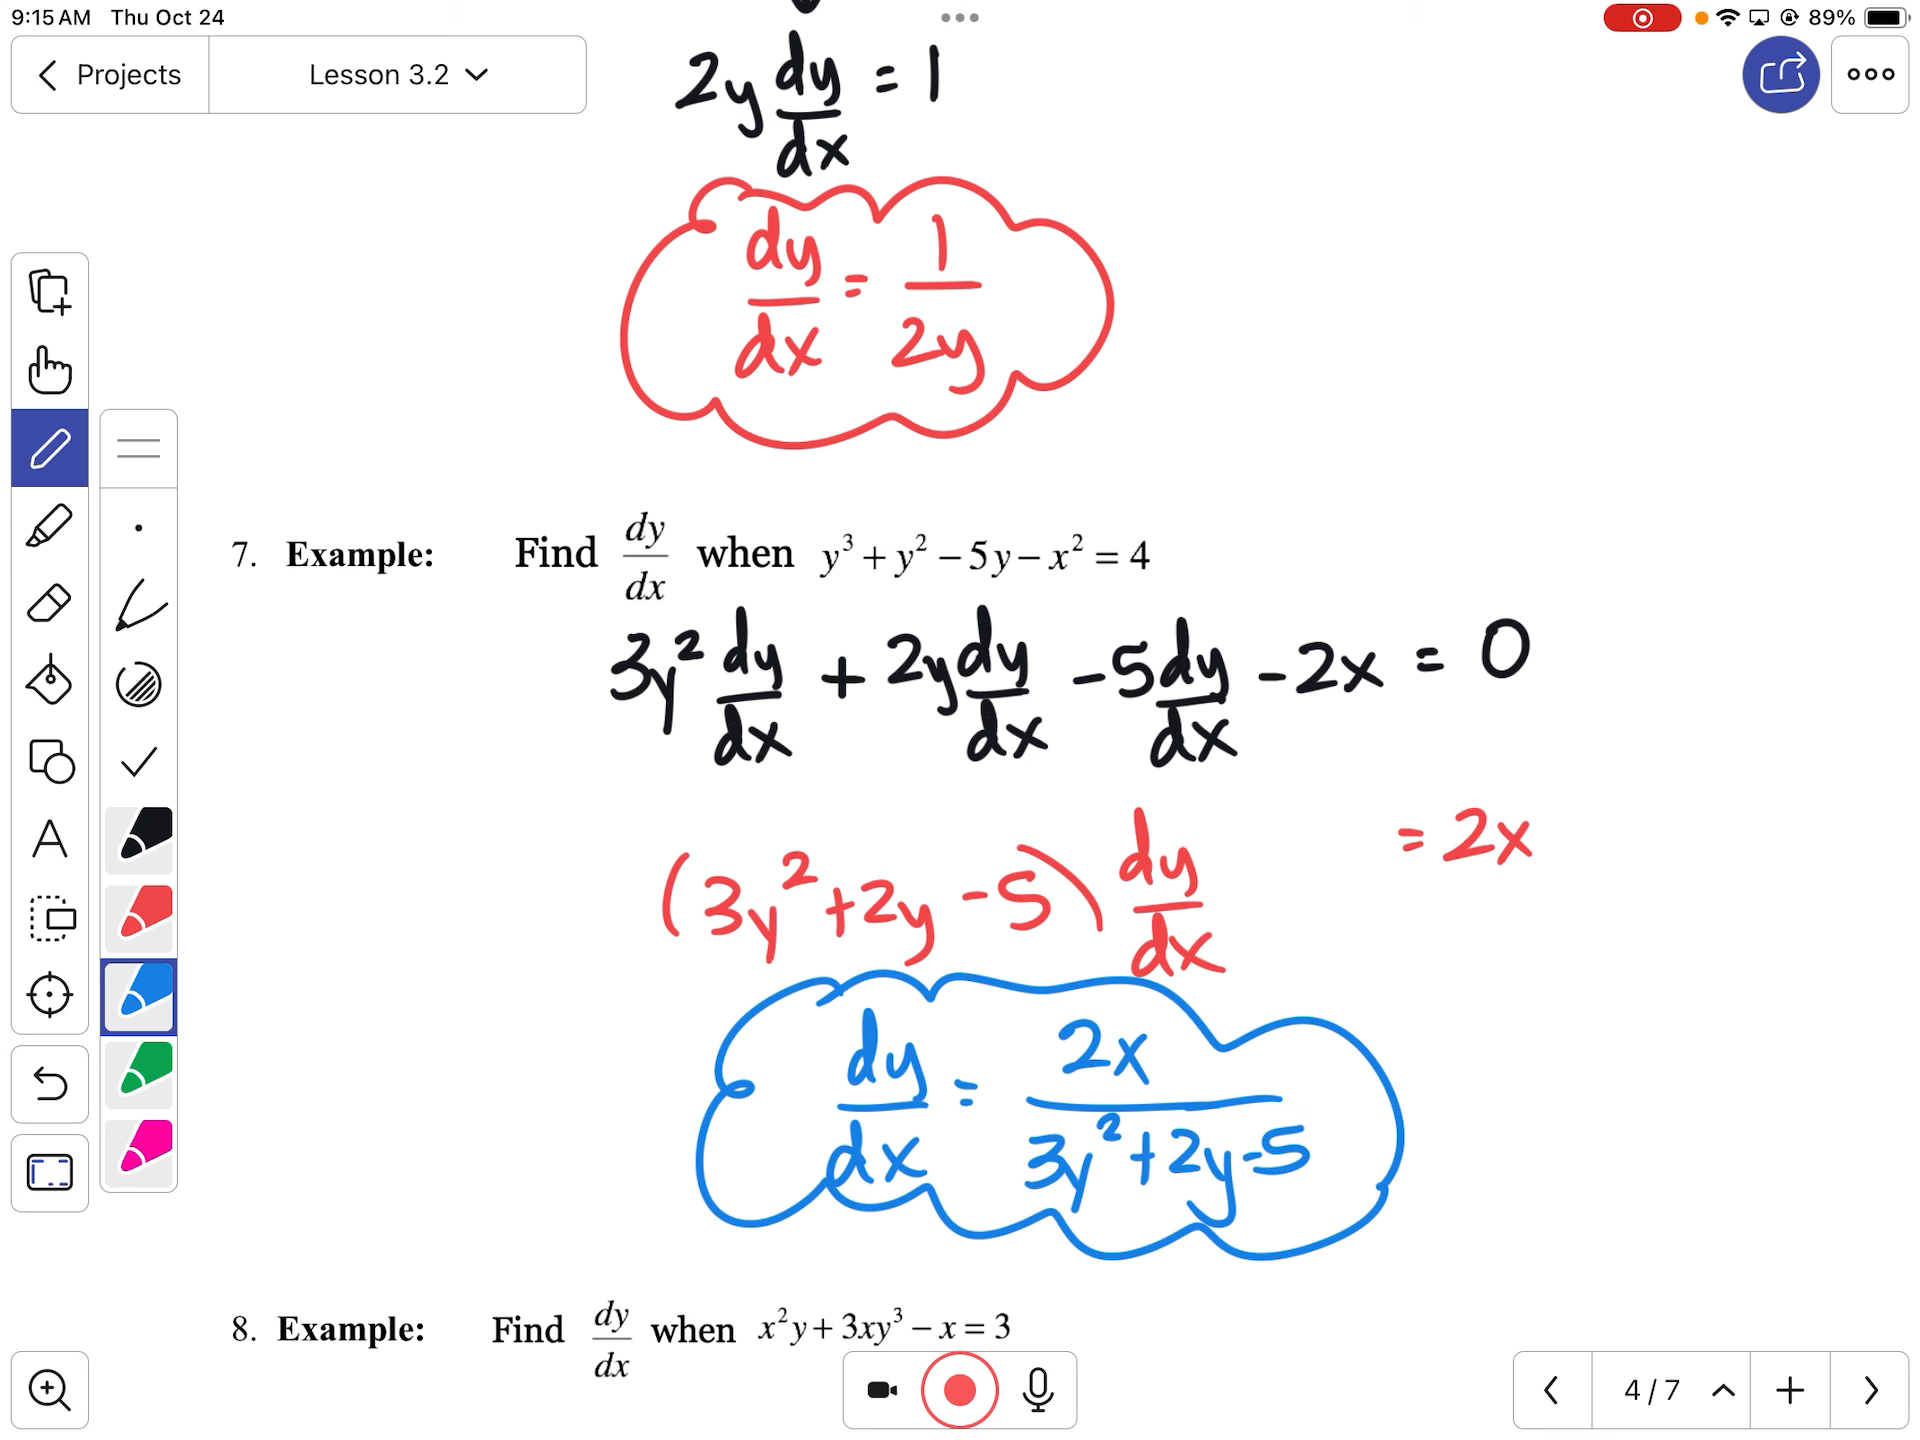 9:15 AM Thu Oct 24
89%
Projects
Lesson 3.2
2y dy/dx = 1
dy/dx = 1/2y
7. Example: Find dy/dx when y³ + y² – 5y – x² = 4
3y² dy/dx + 2y dy/dx - 5 dy/dx - 2x = 0
(3y² + 2y - 5) dy/dx = 2x
dy/dx = 2x/3y² + 2y - 5
8. Example: Find dy/dx when x²y + 3xy³ – x = 3
A
4 / 7